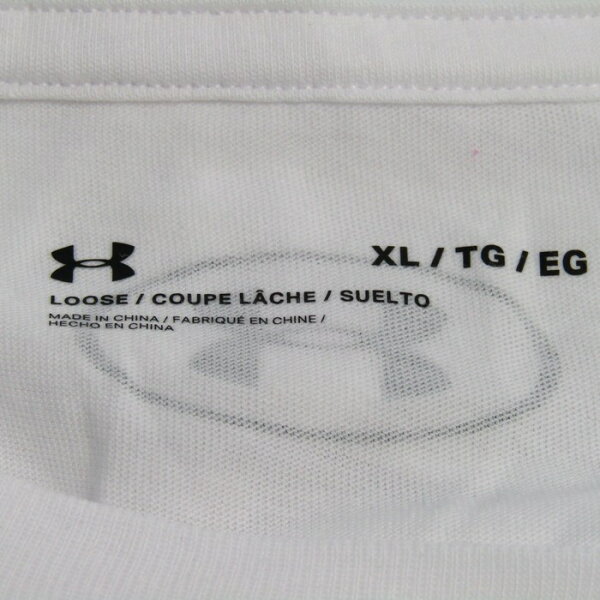 XL / TG / EG
LOOSE / COUPE LÂCHE / SUELTO
MADE IN CHINA / FABRIQUÉ EN CHINE /
HECHO EN CHINA